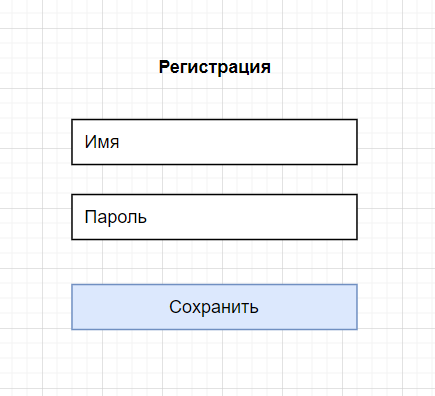 Регистрация
Имя
Пароль
Сохранить